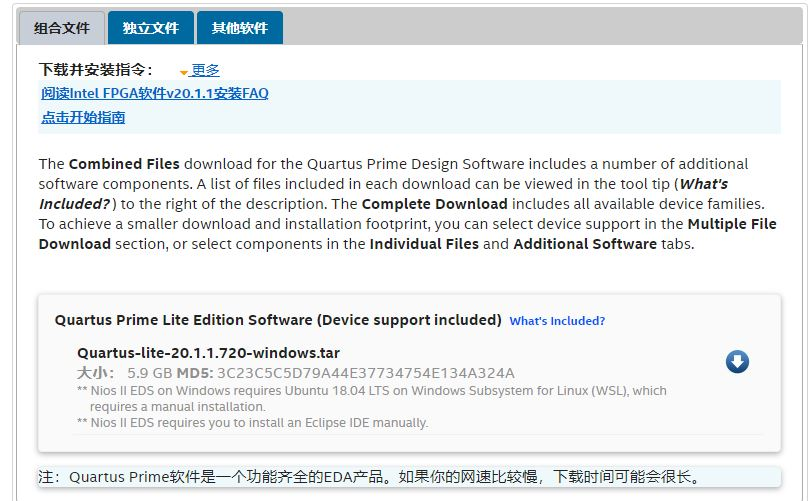 组合文件 独立文件 其他软件
下载并安装指令： 更多
阅读Intel FPGA软件v20.1.1安装FAQ
点击开始指南
The Combined Files download for the Quartus Prime Design Software includes a number of additional
software components. A list of files included in each download can be viewed in the tool tip (What's
Included?) to the right of the description. The Complete Download includes all available device families.
To achieve a smaller download and installation footprint, you can select device support in the Multiple File
Download section, or select components in the Individual Files and Additional Software tabs.
Quartus Prime Lite Edition Software (Device support included) What's Included?
Quartus-lite-20.1.1.720-windows.tar
大小： 5.9 GB MD5: 3C23C5C5D79A44E37734754E134A324A
** Nios II EDS on Windows requires Ubuntu 18.04 LTS on Windows Subsystem for Linux (WSL), which
requires a manual installation.
** Nios II EDS requires you to install an Eclipse IDE manually.
注：Quartus Prime软件是一个功能齐全的EDA产品。如果你的网速比较慢，下载时间可能会很长。